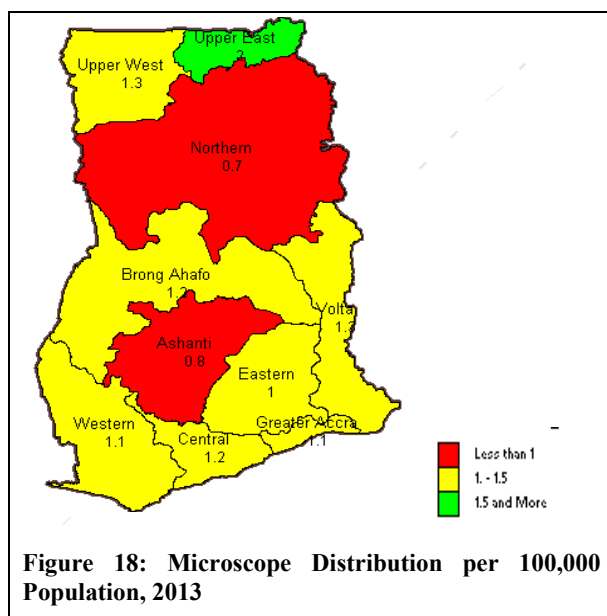 Upper East
2
Upper West
1.3
Northern
0.7
Brong Ahafo
Volta
Ashanti
0.8
Eastern
1
Greater Accra
1.1
Western
1.1
Central
1.2
Less than 1
1. - 1.5
1.5 and More
Figure 18: Microscope Distribution per 100,000
Population, 2013